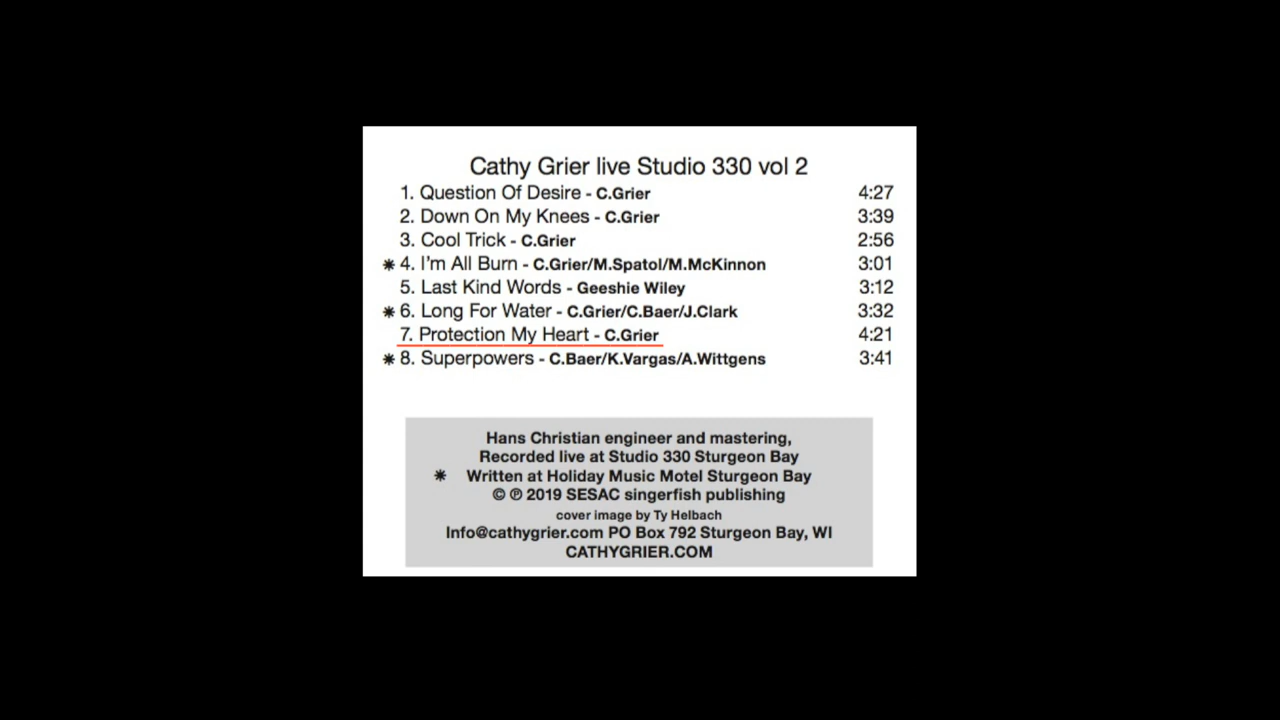 Cathy Grier live Studio 330 vol 2
1. Question Of Desire - C.Grier 4:27
2. Down On My Knees - C.Grier 3:39
3. Cool Trick - C.Grier 2:56
✷ 4. I’m All Burn - C.Grier/M.Spatol/M.McKinnon 3:01
5. Last Kind Words - Geeshie Wiley 3:12
✷ 6. Long For Water - C.Grier/C.Baer/J.Clark 3:32
7. Protection My Heart - C.Grier 4:21
✷ 8. Superpowers - C.Baer/K.Vargas/A.Wittgens 3:41
Hans Christian engineer and mastering,
Recorded live at Studio 330 Sturgeon Bay
✷ Written at Holiday Music Motel Sturgeon Bay
© ℗ 2019 SESAC singerfish publishing
cover image by Ty Helbach
Info@cathygrier.com PO Box 792 Sturgeon Bay, WI
CATHYGRIER.COM